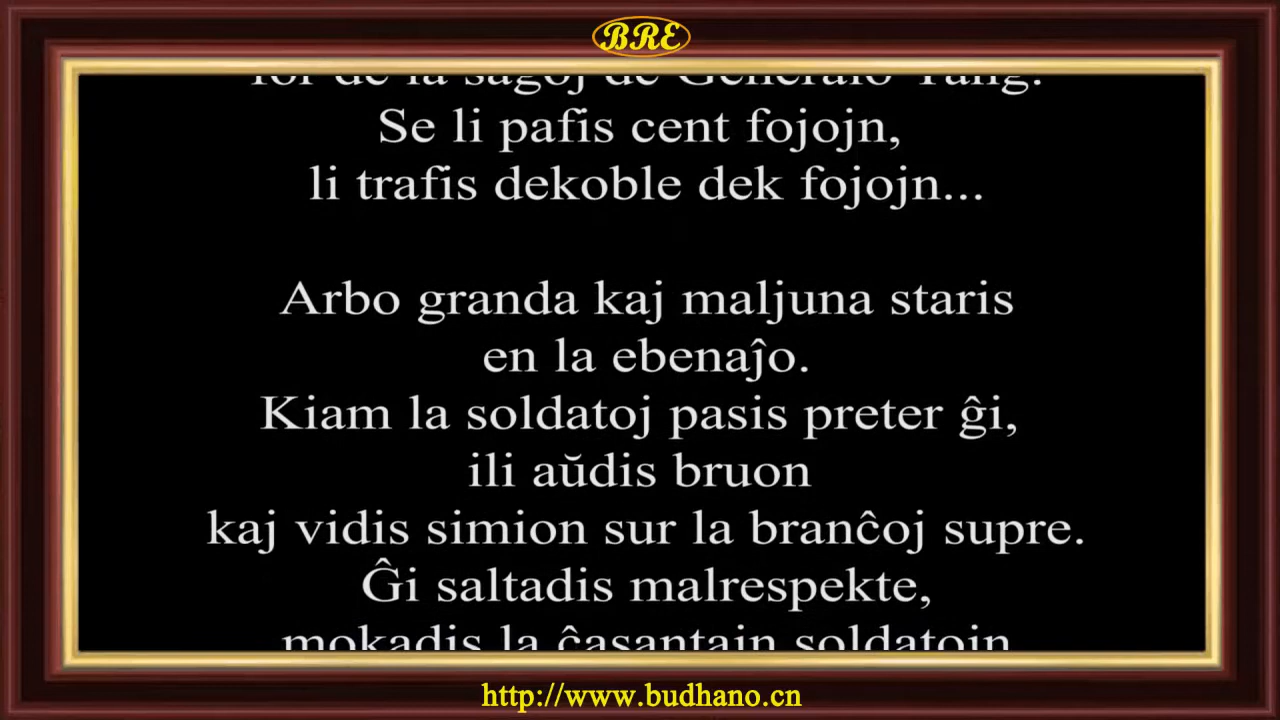 BRE
for de la sagoj de Generalo Yang.
Se li pafis cent fojojn,
li trafis dekoble dek fojojn...
Arbo granda kaj maljuna staris
en la ebenaĵo.
Kiam la soldatoj pasis preter ĝi,
ili aŭdis bruon
kaj vidis simion sur la branĉoj supre.
Ĝi saltadis malrespekte,
mokadis la ĉasantajn soldatojn
http://www.budhano.cn